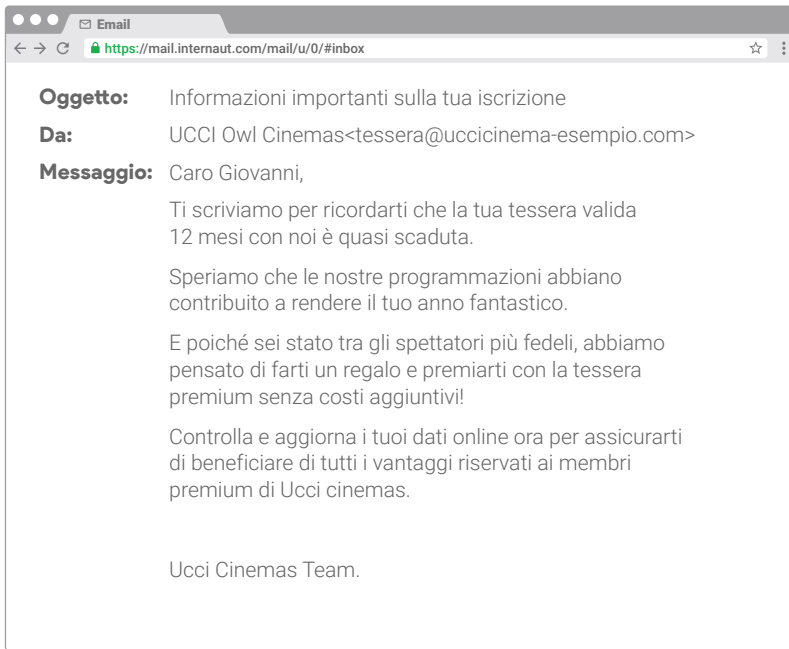 Email
https://mail.internaut.com/mail/u/0/#inbox
Oggetto: Informazioni importanti sulla tua iscrizione
Da: UCCI Owl Cinemas<tessera@uccicinema-esempio.com>
Messaggio: Caro Giovanni,
Ti scriviamo per ricordarti che la tua tessera valida
12 mesi con noi è quasi scaduta.
Speriamo che le nostre programmazioni abbiano
contribuito a rendere il tuo anno fantastico.
E poiché sei stato tra gli spettatori più fedeli, abbiamo
pensato di farti un regalo e premiarti con la tessera
premium senza costi aggiuntivi!
Controlla e aggiorna i tuoi dati online ora per assicurarti
di beneficiare di tutti i vantaggi riservati ai membri
premium di Ucci cinemas.
Ucci Cinemas Team.